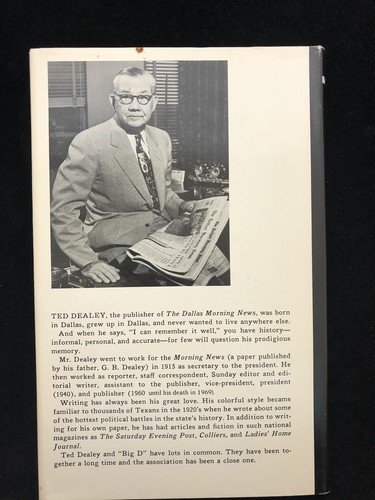 TED DEALEY, the publisher of The Dallas Morning News, was born
in Dallas, grew up in Dallas, and never wanted to live anywhere else.
And when he says, "I can remember it well," you have history—
informal, personal, and accurate—for few will question his prodigious
memory.
Mr. Dealey went to work for the Morning News (a paper published
by his father, G. B. Dealey) in 1915 as secretary to the president. He
then worked as reporter, staff correspondent, Sunday editor and edi-
torial writer, assistant to the publisher, vice-president, president
(1940), and publisher (1960 until his death in 1969).
Writing has always been his great love. His colorful style became
familiar to thousands of Texans in the 1920's when he wrote about some
of the hottest political battles in the state's history. In addition to writ-
ing for his own paper, he has had articles and fiction in such national
magazines as The Saturday Evening Post, Colliers, and Ladies' Home
Journal.
Ted Dealey and "Big D" have lots in common. They have been to-
gether a long time and the association has been a close one.